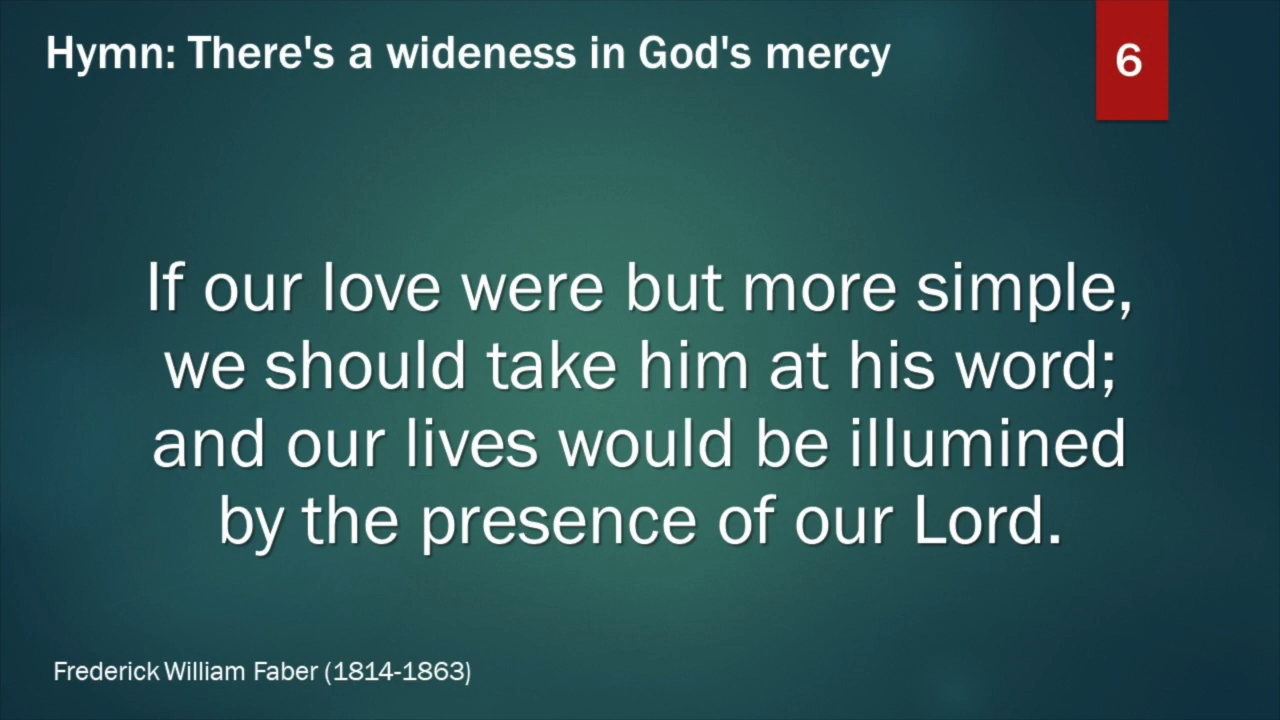 Hymn: There's a wideness in God's mercy
6
If our love were but more simple,
we should take him at his word;
and our lives would be illumined
by the presence of our Lord.
Frederick William Faber (1814-1863)